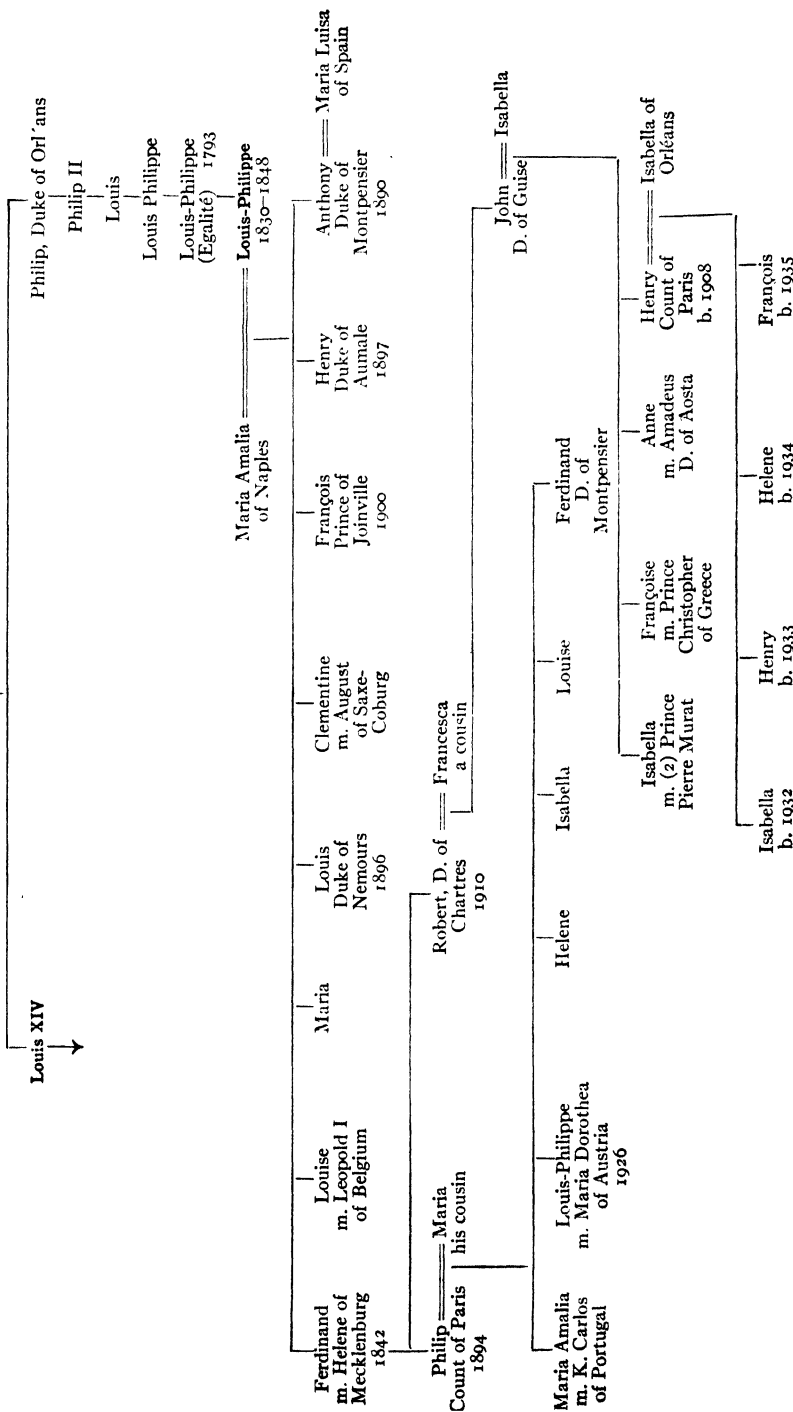 Louis XIV
Philip, Duke of Orl´ans
Philip II
Louis
Louis Philippe
Louis-Philippe
(Egalité) 1793
Maria Amalia
of Naples
Louis-Philippe
1830–1848
Ferdinand
m. Helene of
Mecklenburg
1842
Louise
m. Leopold I
of Belgium
Maria
Louis
Duke of
Nemours
1896
Clementine
m. August
of Saxe-
Coburg
François
Prince of
Joinville
1900
Henry
Duke of
Aumale
1897
Anthony
Duke of
Montpensier
1890
Maria Luisa
of Spain
Philip
Count of Paris
1894
Maria
his cousin
Robert, D. of
Chartres
1910
Francesca
a cousin
John
D. of Guise
Isabella
Maria Amalia
m. K. Carlos
of Portugal
Louis-Philippe
m. Maria Dorothea
of Austria
1926
Helene
Isabella
Louise
Ferdinand
D. of
Montpensier
Isabella
m. (2) Prince
Pierre Murat
Françoise
m. Prince
Christopher
of Greece
Anne
m. Amadeus
D. of Aosta
Henry
Count of
Paris
b. 1908
Isabella of
Orléans
Isabella
b. 1932
Henry
b. 1933
Helene
b. 1934
François
b. 1935